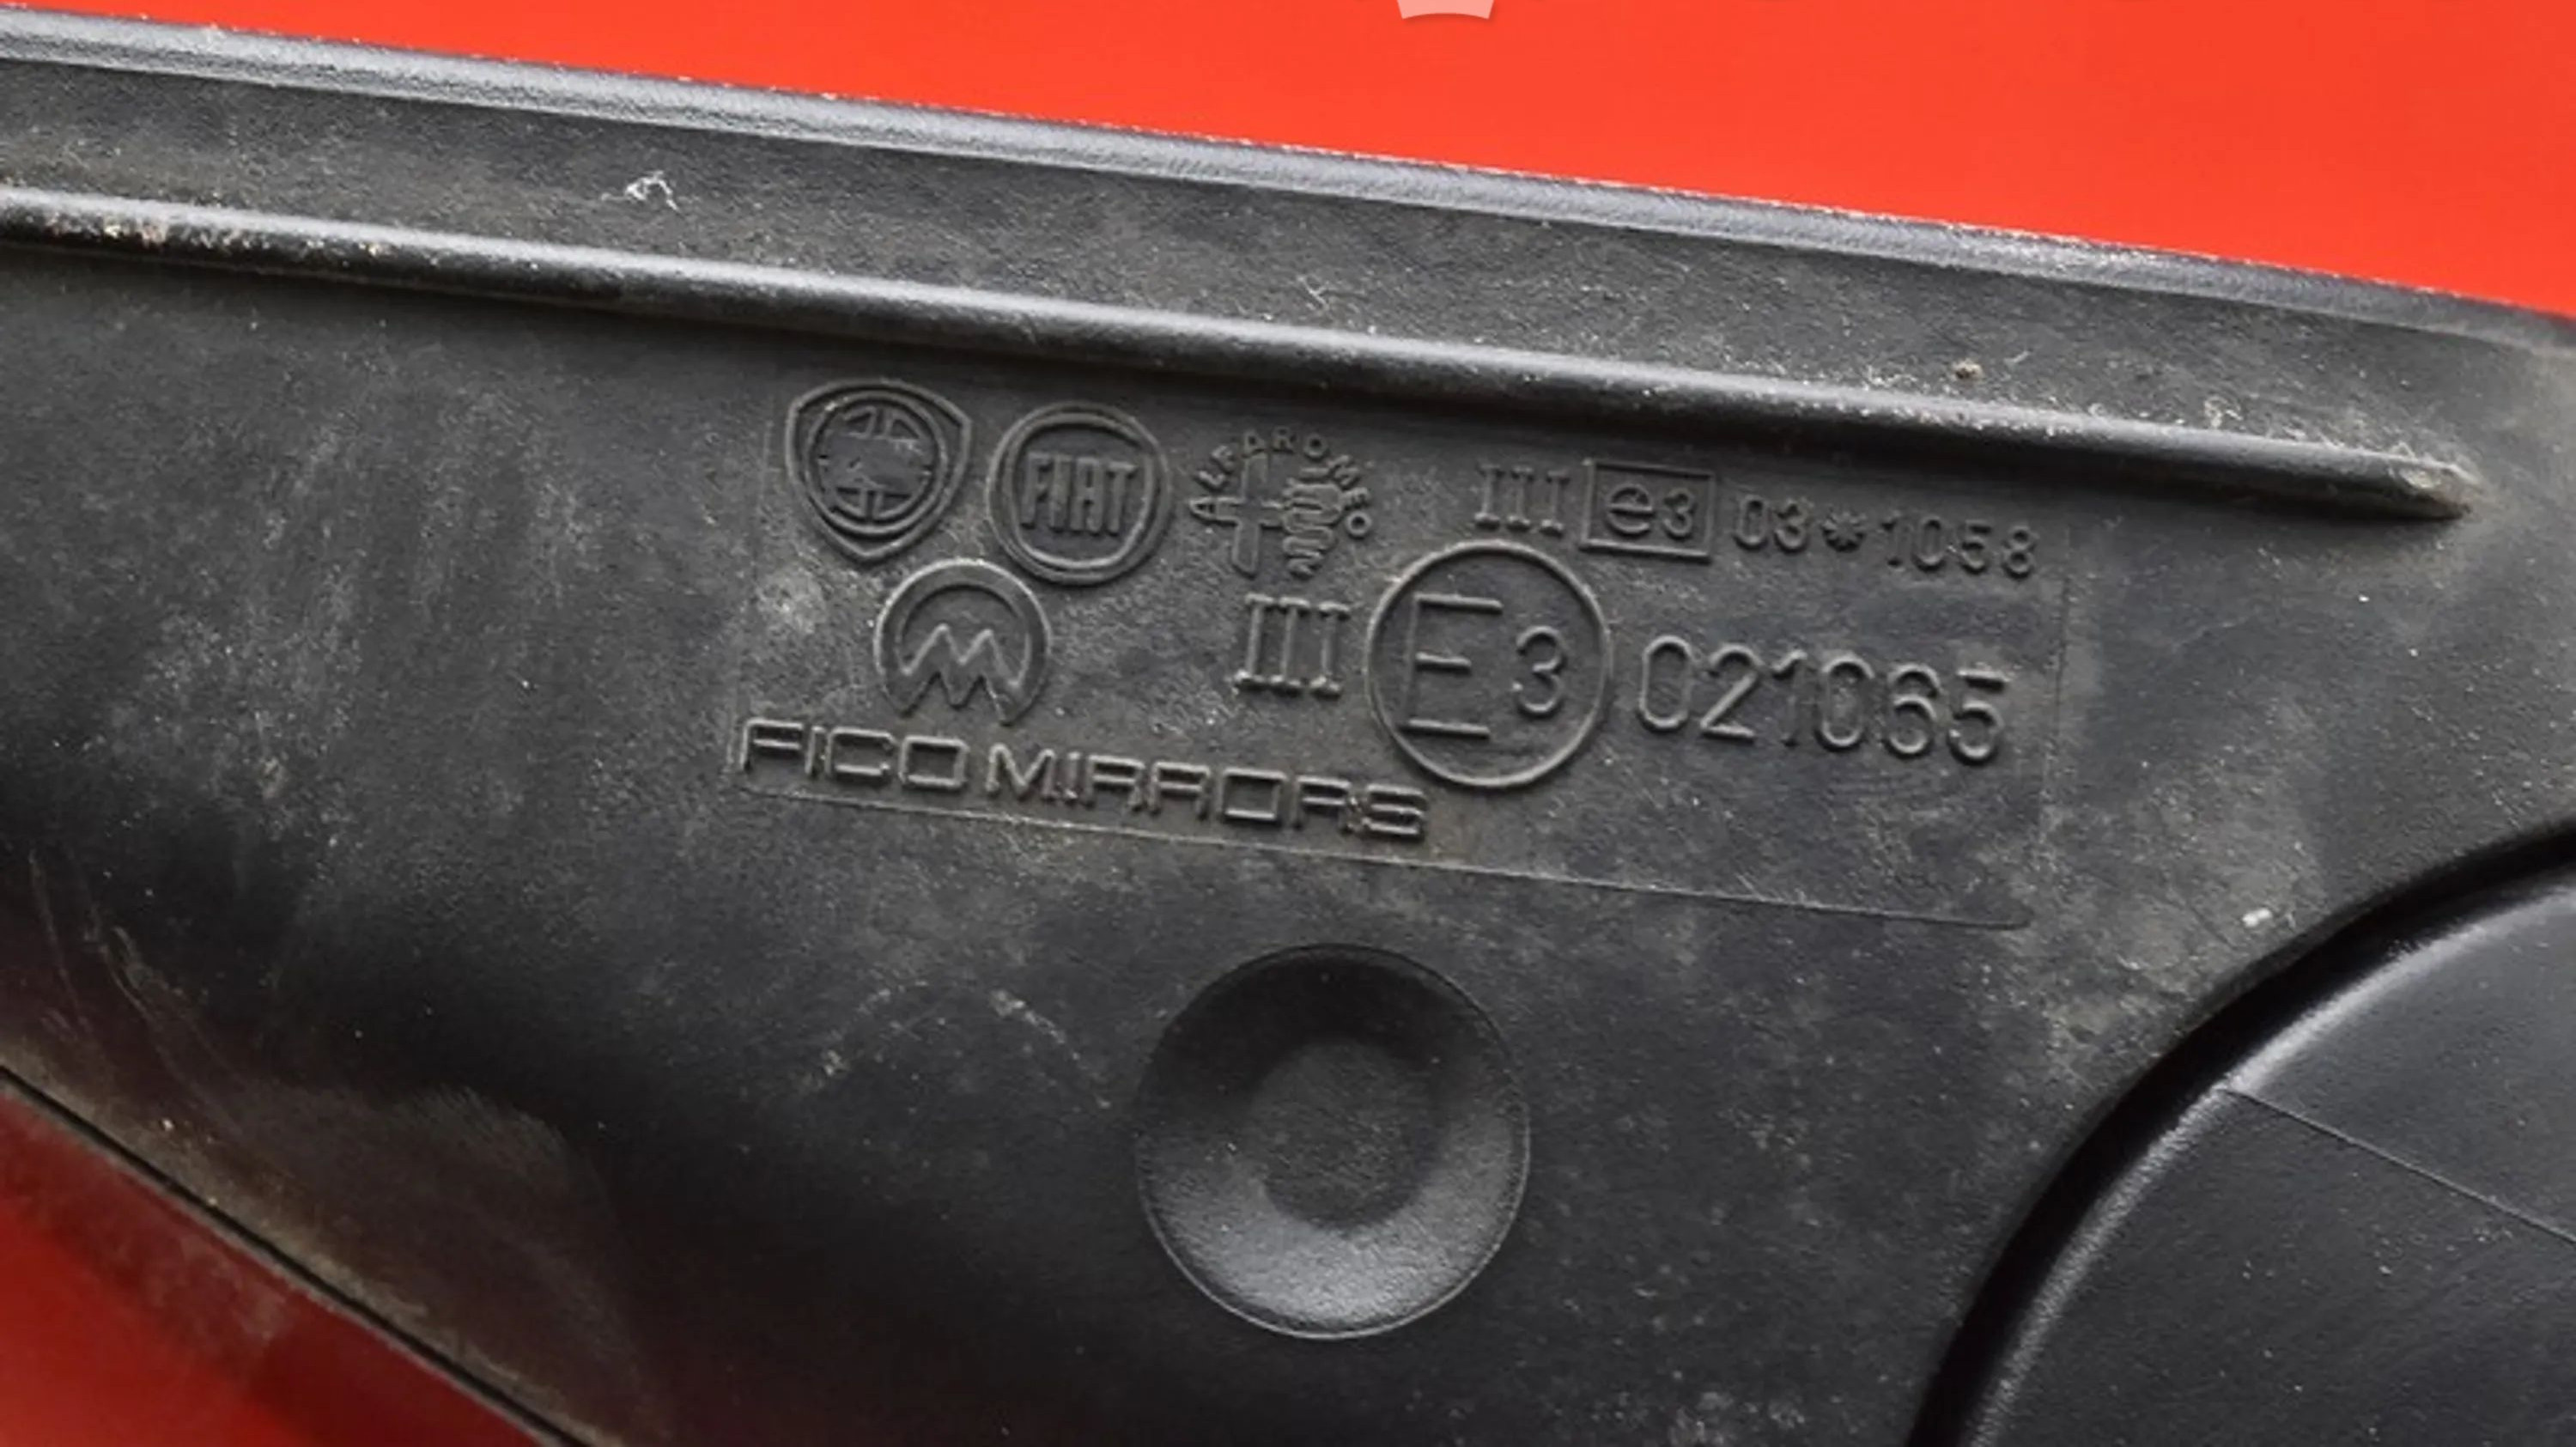 FIAT
ALFA ROMEO
III e3 03*1058
III E3 021065
FICO MIRRORS